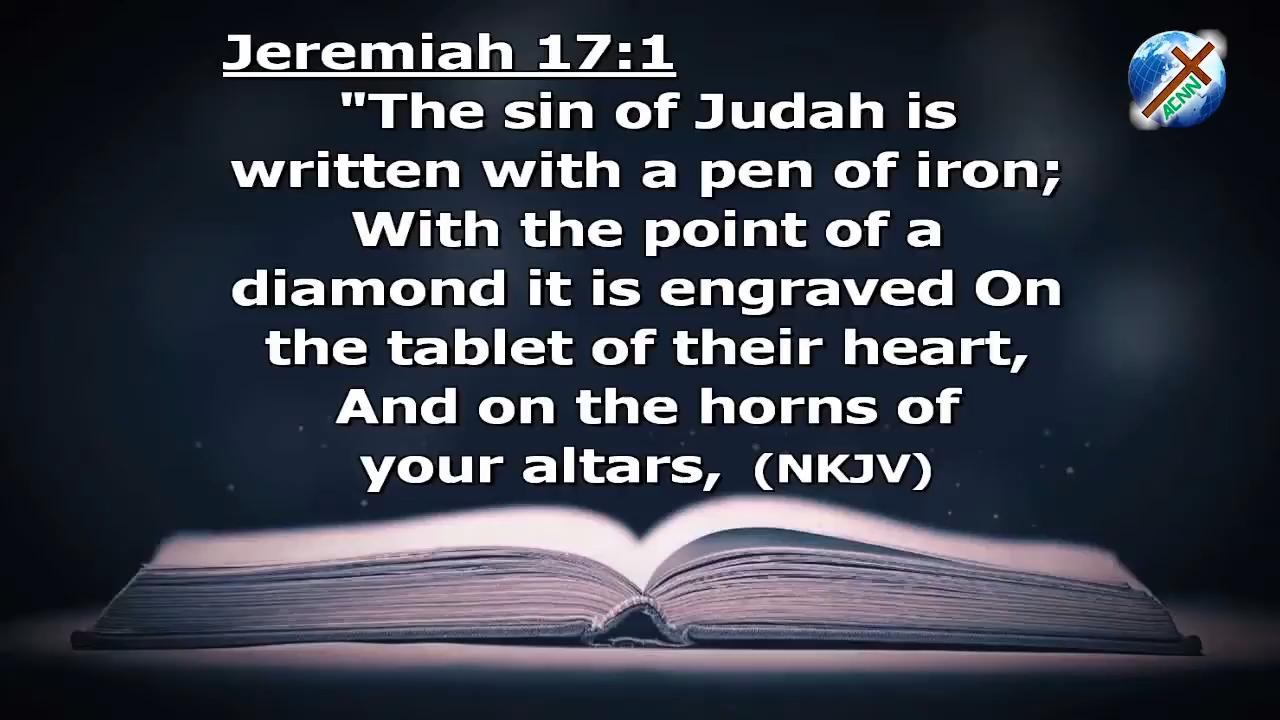 Jeremiah 17:1
"The sin of Judah is
written with a pen of iron;
With the point of a
diamond it is engraved On
the tablet of their heart,
And on the horns of
your altars, (NKJV)
ACNN